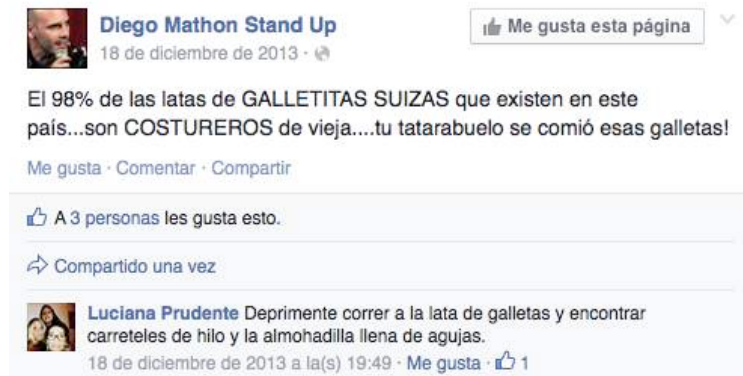 Diego Mathon Stand Up
Me gusta esta página
18 de diciembre de 2013 ·
El 98% de las latas de GALLETITAS SUIZAS que existen en este
país...son COSTUREROS de vieja....tu tatarabuelo se comió esas galletas!
Me gusta · Comentar · Compartir
A 3 personas les gusta esto.
Compartido una vez
Luciana Prudente Deprimente correr a la lata de galletas y encontrar
carreteles de hilo y la almohadilla llena de agujas.
18 de diciembre de 2013 a la(s) 19:49 · Me gusta · 1